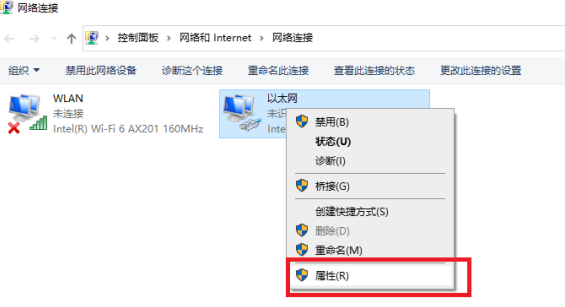 网络连接
控制面板 > 网络和 Internet > 网络连接
组织 禁用此网络设备 诊断这个连接 重命名此连接 查看此连接的状态 更改此连接的设置
WLAN
未连接
Intel(R) Wi-Fi 6 AX201 160MHz
以太网
未识
Inte
禁用(B)
状态(U)
诊断(I)
桥接(G)
创建快捷方式(S)
删除(D)
重命名(M)
属性(R)